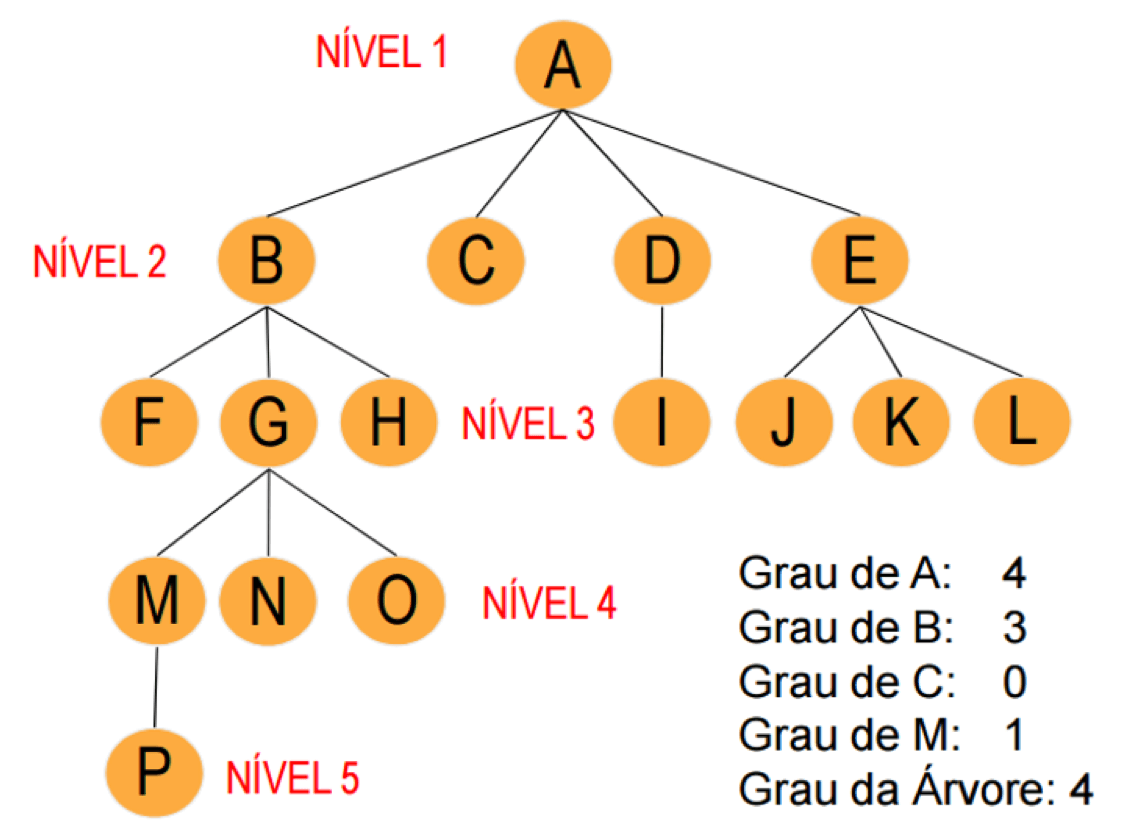 NÍVEL 1 A
NÍVEL 2 B C D E
F G H NÍVEL 3 I J K L
M N O NÍVEL 4
P NÍVEL 5
Grau de A: 4
Grau de B: 3
Grau de C: 0
Grau de M: 1
Grau da Árvore: 4